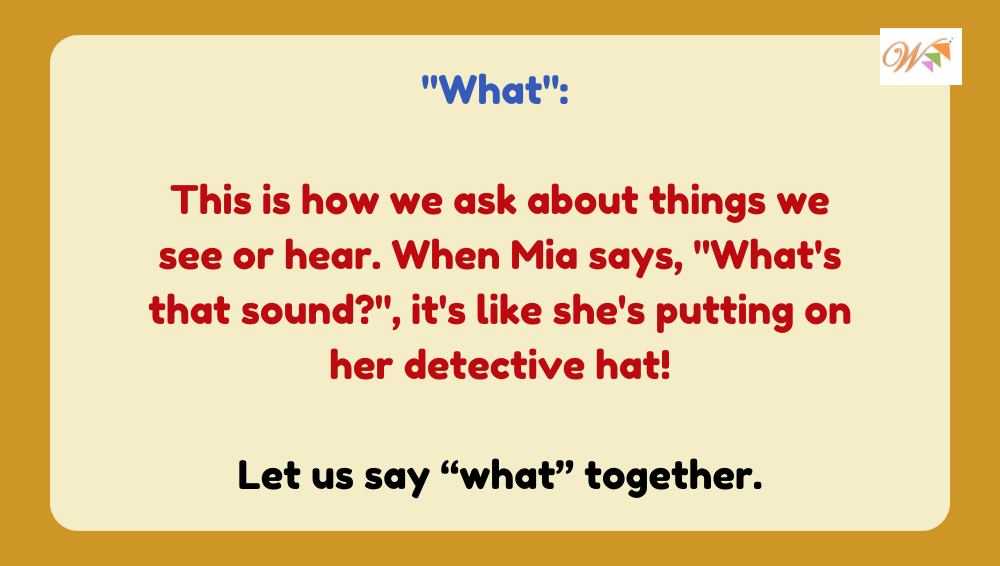 "What":
This is how we ask about things we
see or hear. When Mia says, "What's
that sound?", it's like she's putting on
her detective hat!
Let us say “what” together.
W